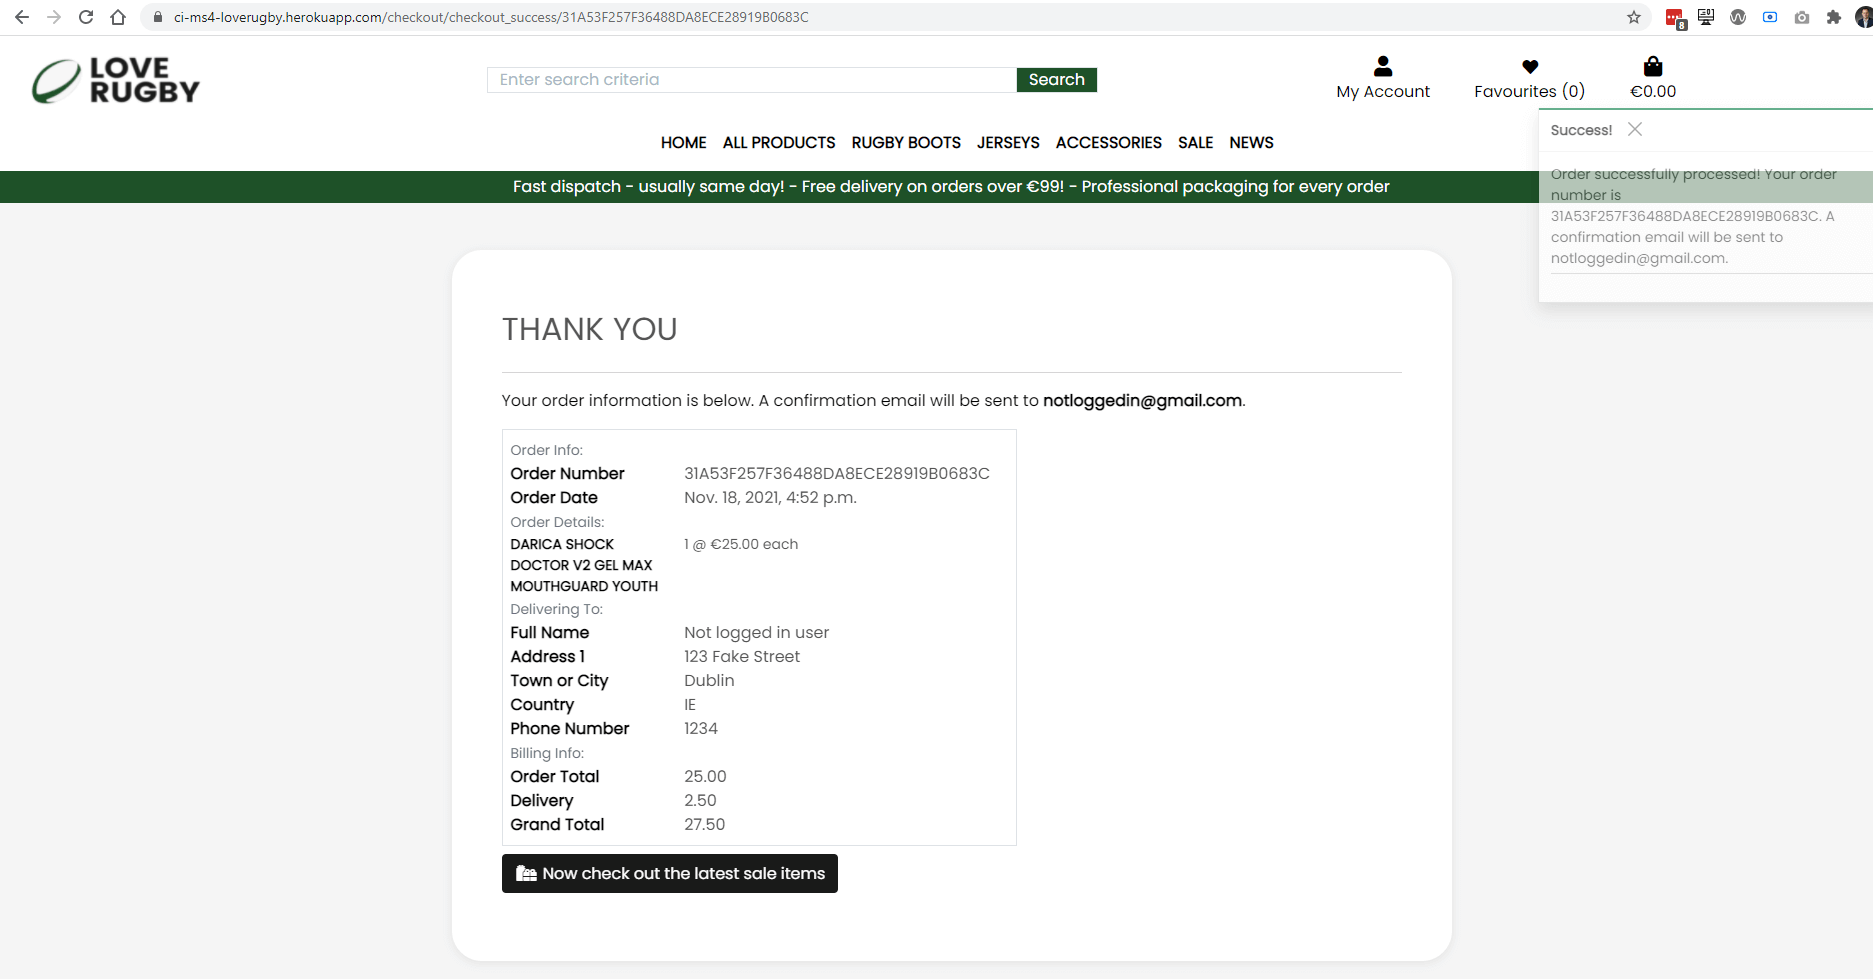 ci-ms4-loverugby.herokuapp.com/checkout/checkout_success/31A53F257F36488DA8ECE28919B0683C
8
LOVE
RUGBY
Enter search criteria
Search
My Account
Favourites (0)
€0.00
HOME ALL PRODUCTS RUGBY BOOTS JERSEYS ACCESSORIES SALE NEWS
Fast dispatch - usually same day! - Free delivery on orders over €99! - Professional packaging for every order
Success!
Order successfully processed! Your order
number is
31A53F257F36488DA8ECE28919B0683C. A
confirmation email will be sent to
notloggedin@gmail.com.
THANK YOU
Your order information is below. A confirmation email will be sent to notloggedin@gmail.com.
Order Info:
Order Number 31A53F257F36488DA8ECE28919B0683C
Order Date Nov. 18, 2021, 4:52 p.m.
Order Details:
DARICA SHOCK 1 @ €25.00 each
DOCTOR V2 GEL MAX
MOUTHGUARD YOUTH
Delivering To:
Full Name Not logged in user
Address 1 123 Fake Street
Town or City Dublin
Country IE
Phone Number 1234
Billing Info:
Order Total 25.00
Delivery 2.50
Grand Total 27.50
Now check out the latest sale items